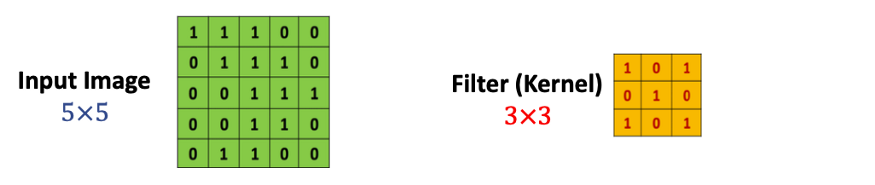 Input Image
5×5
1 1 1 0 0
0 1 1 1 0
0 0 1 1 1
0 0 1 1 0
0 1 1 0 0
Filter (Kernel)
3×3
1 0 1
0 1 0
1 0 1